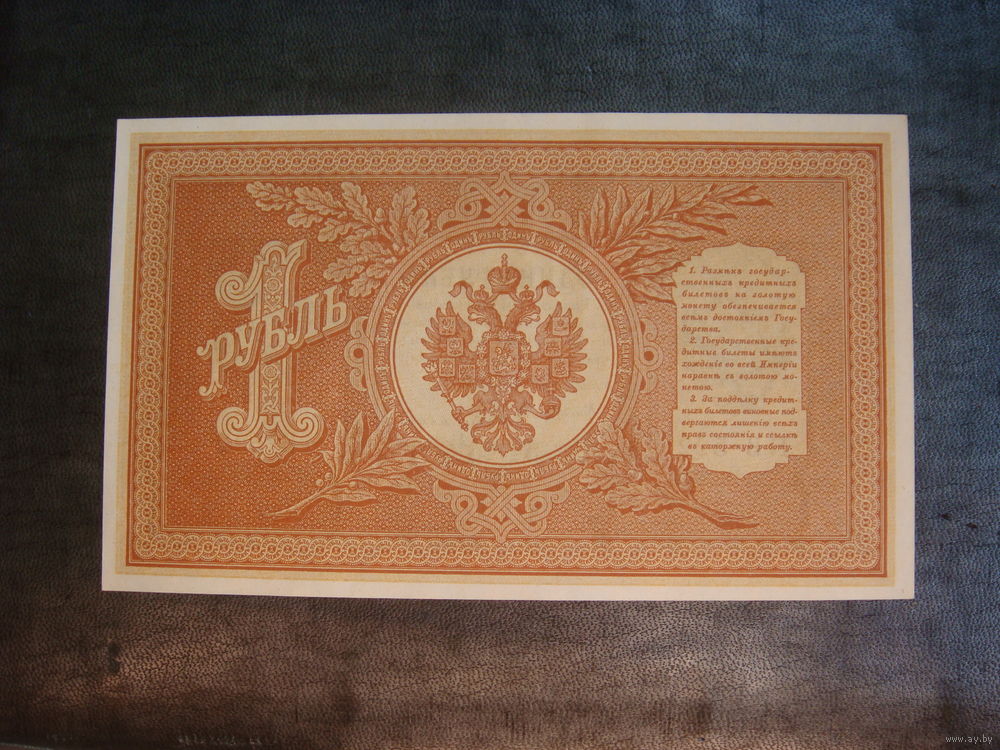 1
РУБЛЬ
1. Размѣнъ государ-
ственныхъ кредитныхъ
билетовъ на золотую
монету обезпечивается
всѣмъ достояніемъ Госу-
дарства.
2. Государственные кре-
дитные билеты имѣютъ
хожденіе во всей Имперіи
наравнѣ съ золотою мо-
нетою.
3. За поддѣлку кредит-
ныхъ билетовъ виновные под-
вергаются лишенію всѣхъ
правъ состоянія и ссылкѣ
въ каторжную работу.
www.ay.by